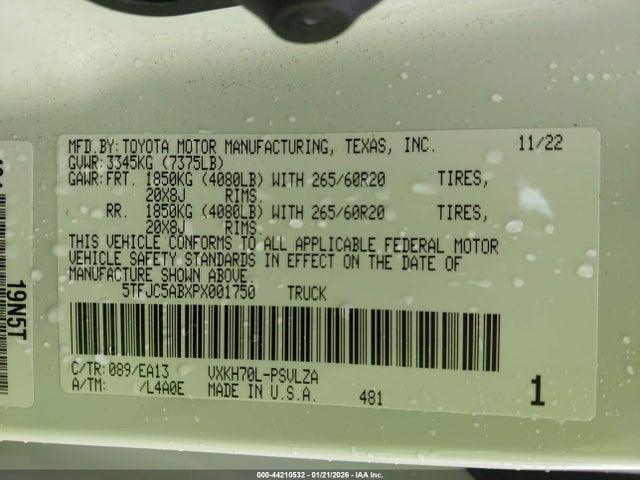 MFD.BY: TOYOTA MOTOR MANUFACTURING, TEXAS, INC. 11/22
GVWR: 3345KG (7375LB)
GAWR: FRT. 1850KG (4080LB) WITH 265/60R20 TIRES,
20X8J RIMS.
RR. 1850KG (4080LB) WITH 265/60R20 TIRES,
20X8J RIMS.
THIS VEHICLE CONFORMS TO ALL APPLICABLE FEDERAL MOTOR
VEHICLE SAFETY STANDARDS IN EFFECT ON THE DATE OF
MANUFACTURE SHOWN ABOVE
5TFJC5ABXPX001750 TRUCK
C/TR: 089/EA13 VXKH70L-PSVLZA
A/TM: /L4A0E MADE IN U.S.A. 481
1
19N5T
000-44210532 - 01/21/2026 - IAA Inc.